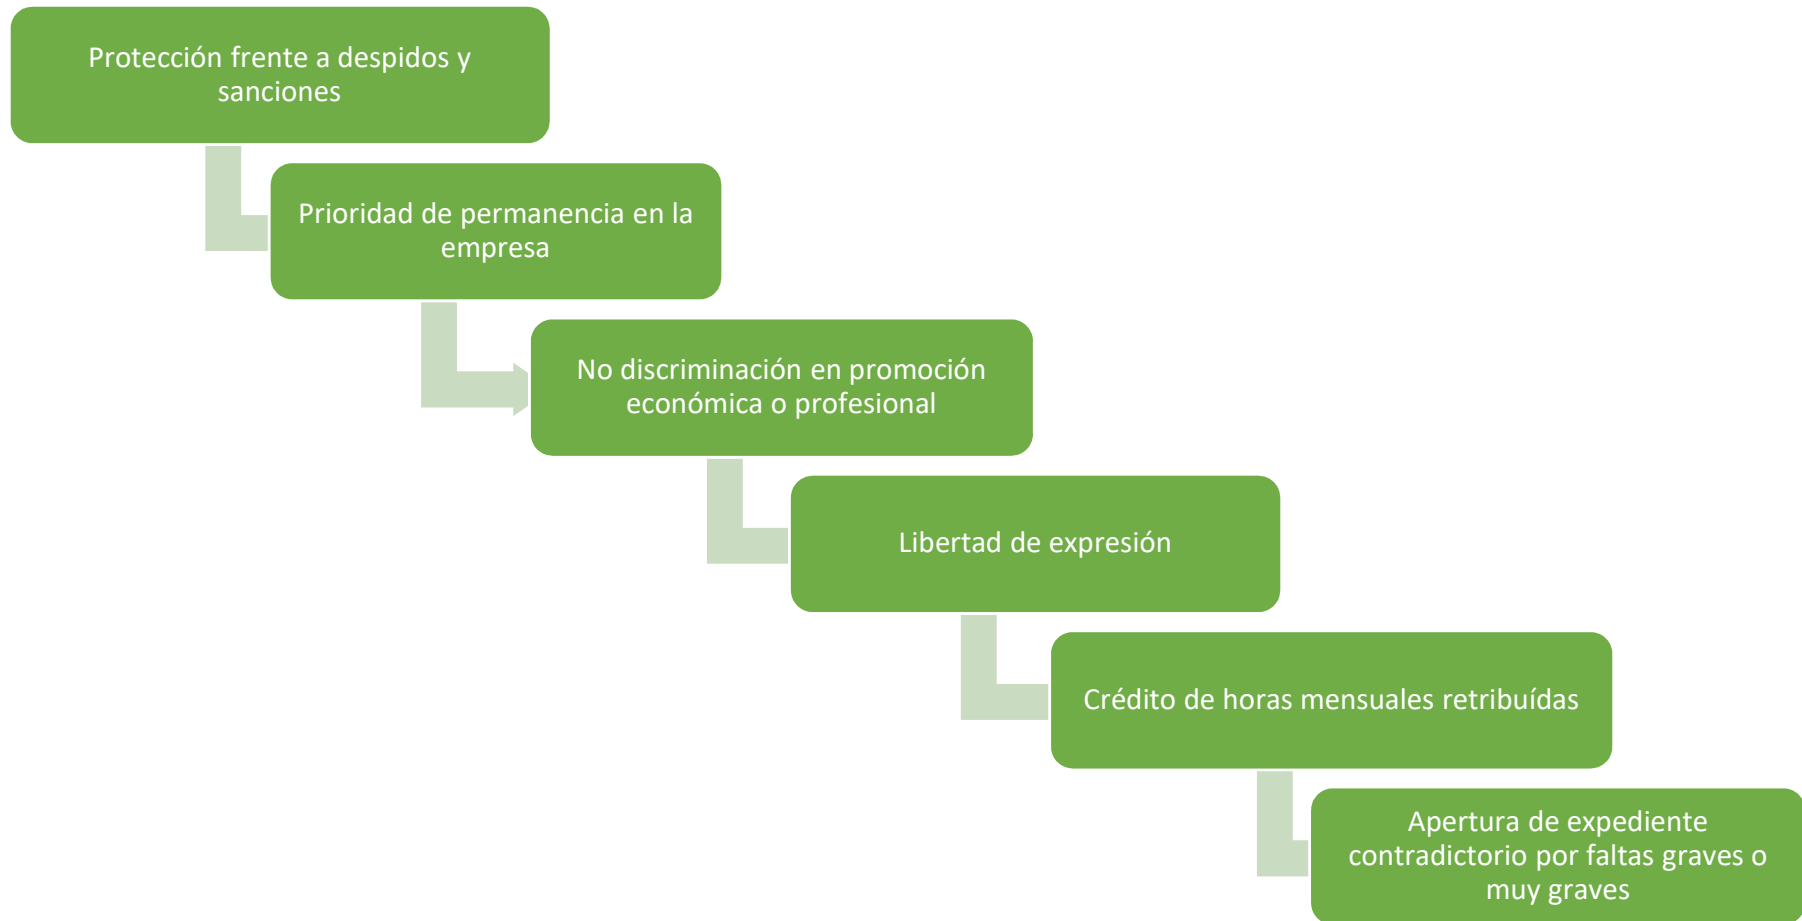 Protección frente a despidos y
sanciones
Prioridad de permanencia en la
empresa
No discriminación en promoción
económica o profesional
Libertad de expresión
Crédito de horas mensuales retribuídas
Apertura de expediente
contradictorio por faltas graves o
muy graves